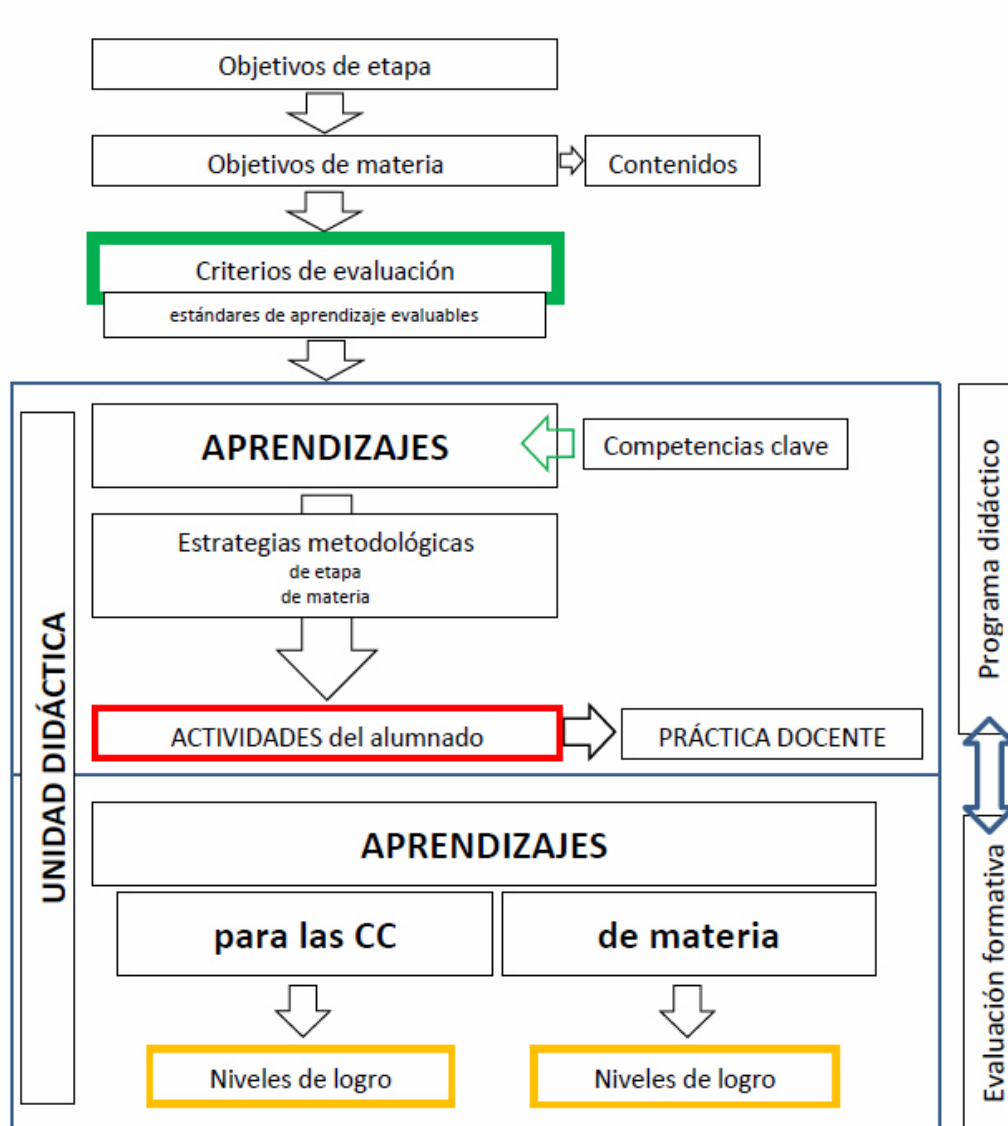 Objetivos de etapa
Objetivos de materia
Contenidos
Criterios de evaluación
estándares de aprendizaje evaluables
UNIDAD DIDÁCTICA
APRENDIZAJES
Competencias clave
Estrategias metodológicas
de etapa
de materia
ACTIVIDADES del alumnado
PRÁCTICA DOCENTE
APRENDIZAJES
para las CC
de materia
Niveles de logro
Niveles de logro
Programa didáctico
Evaluación formativa